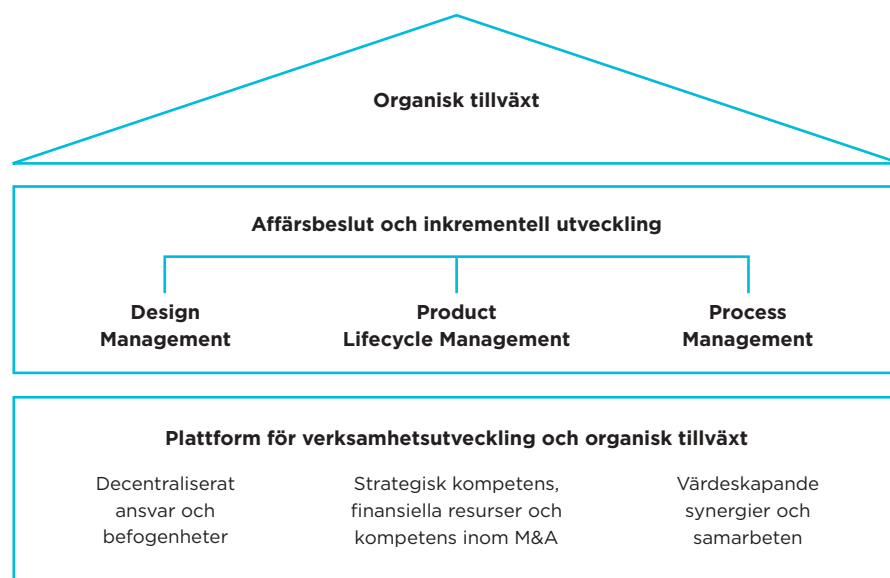 Organisk tillväxt
Affärsbeslut och inkrementell utveckling
Design
Management
Product
Lifecycle Management
Process
Management
Plattform för verksamhetsutveckling och organisk tillväxt
Decentraliserat
ansvar och
befogenheter
Strategisk kompetens,
finansiella resurser och
kompetens inom M&A
Värdeskapande
synergier och
samarbeten